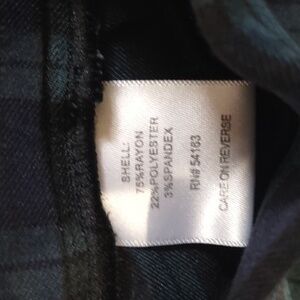 SHELL:
75%RAYON
22%POLYESTER
3%SPANDEX
RN# 54163
CARE ON REVERSE